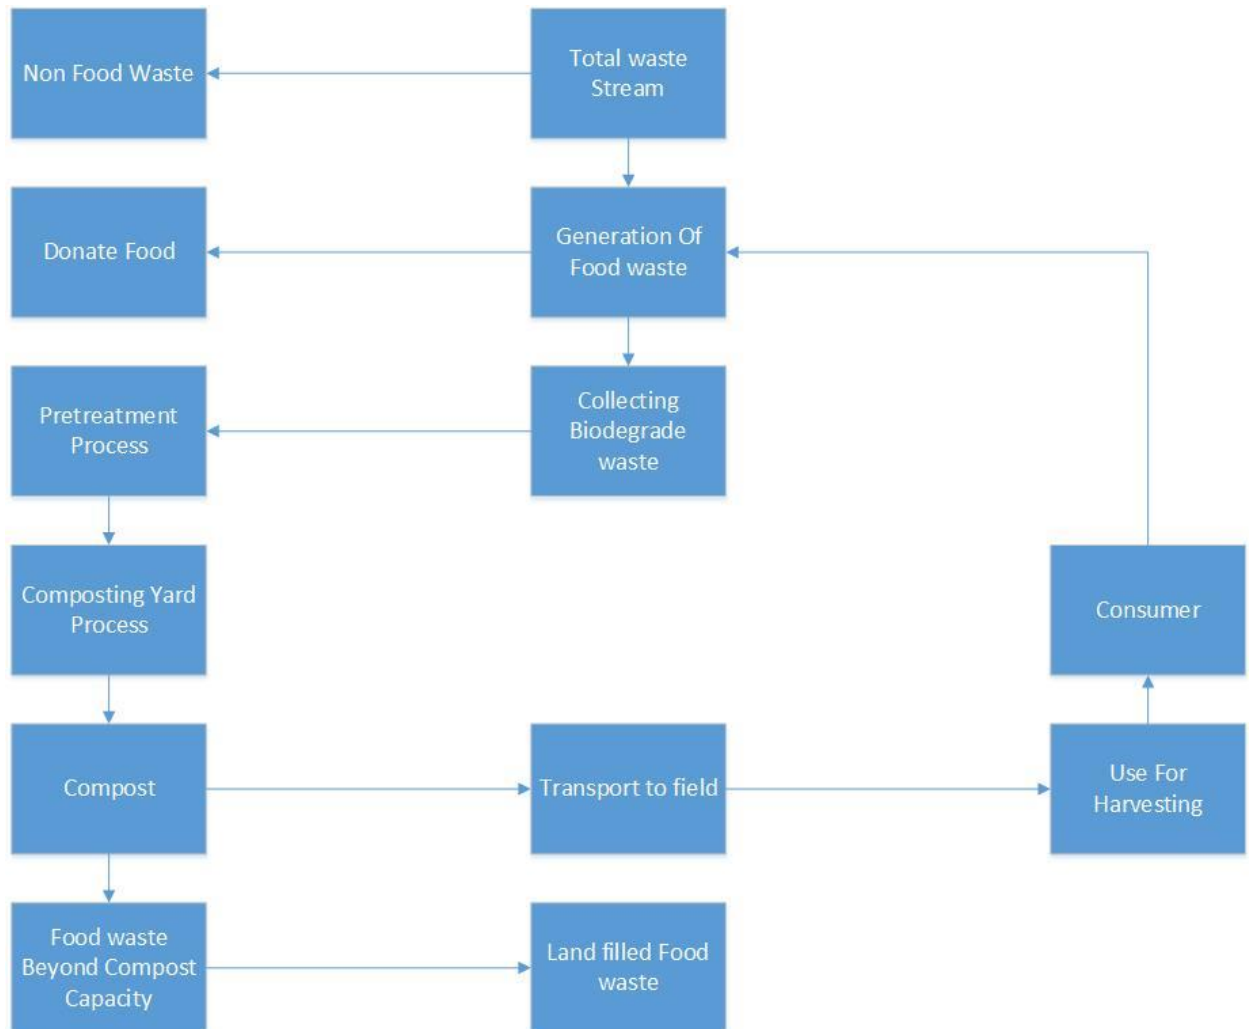 Non Food Waste
Total waste
Stream
Donate Food
Generation Of
Food waste
Pretreatment
Process
Collecting
Biodegrade
waste
Composting Yard
Process
Consumer
Compost
Transport to field
Use For
Harvesting
Food waste
Beyond Compost
Capacity
Land filled Food
waste